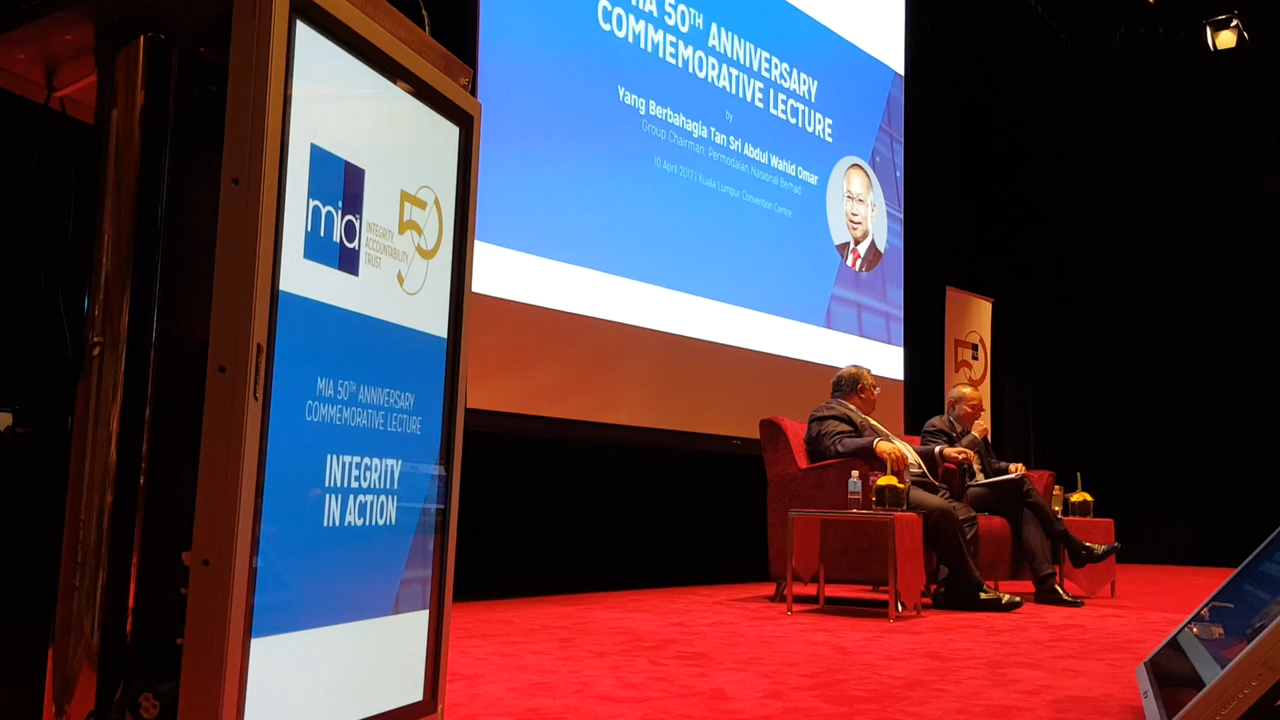 mia
INTEGRITY.
ACCOUNTABILITY.
TRUST.
50
MIA 50TH ANNIVERSARY
COMMEMORATIVE LECTURE
INTEGRITY
IN ACTION
MIA 50TH ANNIVERSARY
COMMEMORATIVE LECTURE
by
Yang Berbahagia Tan Sri Abdul Wahid Omar
Group Chairman, Permodalan Nasional Berhad
10 April 2017 | Kuala Lumpur Convention Centre
50
mia